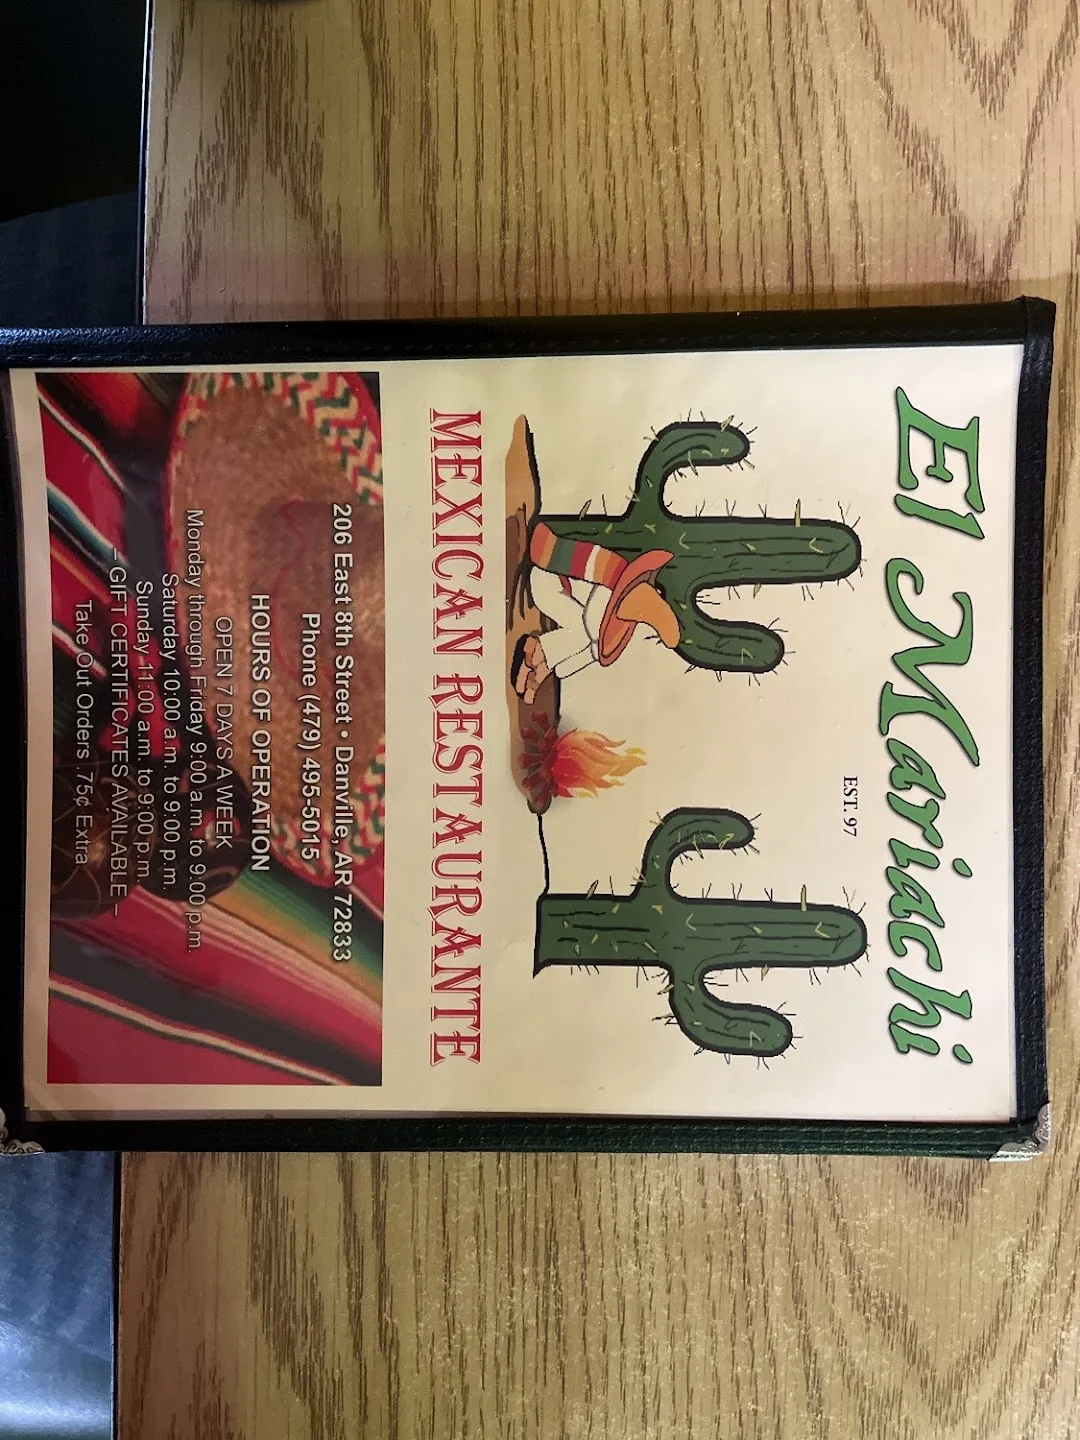 El Mariachi
EST. 97
MEXICAN RESTAURANTE
206 East 8th Street • Danville, AR 72833
Phone (479) 495-5015
HOURS OF OPERATION
OPEN 7 DAYS A WEEK
Monday through Friday 9:00 a.m. to 9:00 p.m.
Saturday 10:00 a.m. to 9:00 p.m.
Sunday 11:00 a.m. to 9:00 p.m.
–GIFT CERTIFICATES AVAILABLE –
Take Out Orders .75¢ Extra